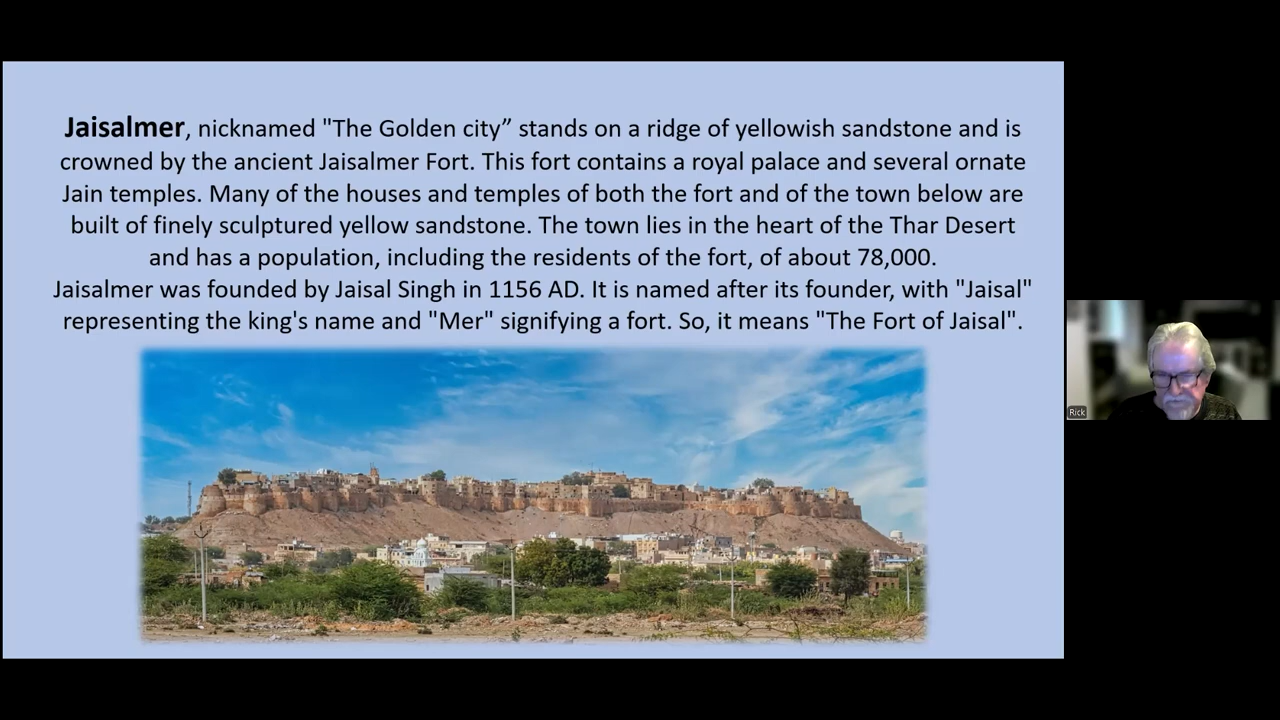 Jaisalmer, nicknamed "The Golden city” stands on a ridge of yellowish sandstone and is
crowned by the ancient Jaisalmer Fort. This fort contains a royal palace and several ornate
Jain temples. Many of the houses and temples of both the fort and of the town below are
built of finely sculptured yellow sandstone. The town lies in the heart of the Thar Desert
and has a population, including the residents of the fort, of about 78,000.
Jaisalmer was founded by Jaisal Singh in 1156 AD. It is named after its founder, with "Jaisal"
representing the king's name and "Mer" signifying a fort. So, it means "The Fort of Jaisal".
Rick